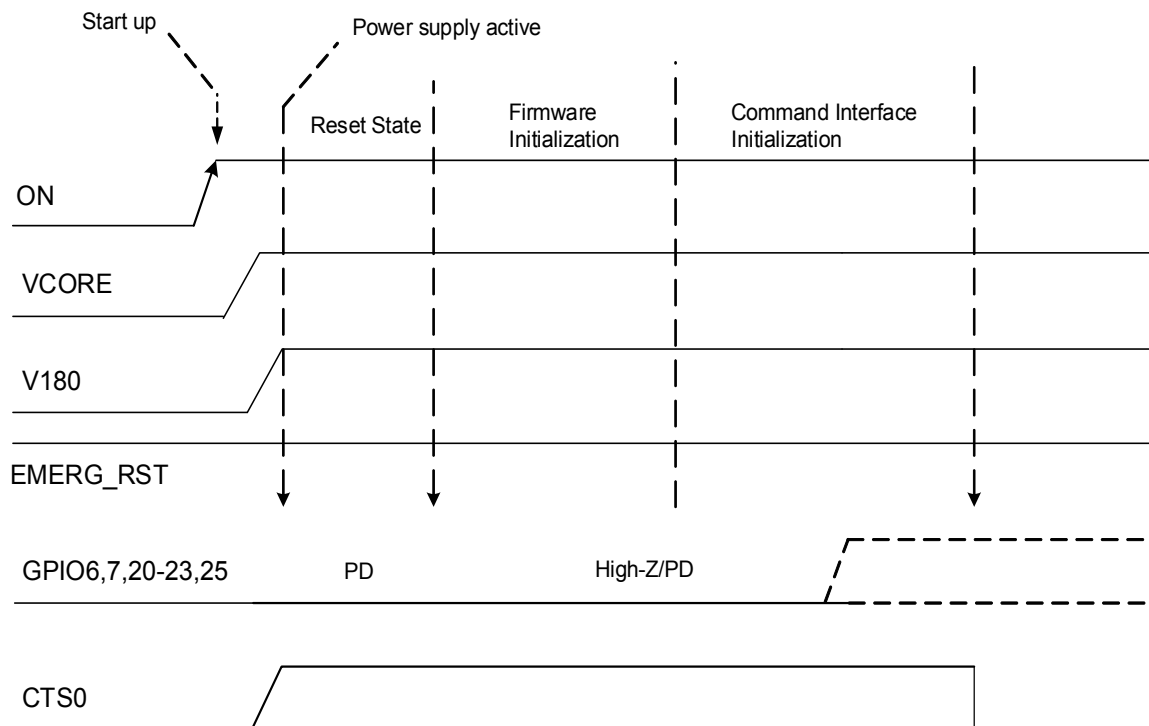 Start up
Power supply active
Reset State
Firmware
Initialization
Command Interface
Initialization
ON
VCORE
V180
EMERG_RST
GPIO6,7,20-23,25
PD
High-Z/PD
CTS0